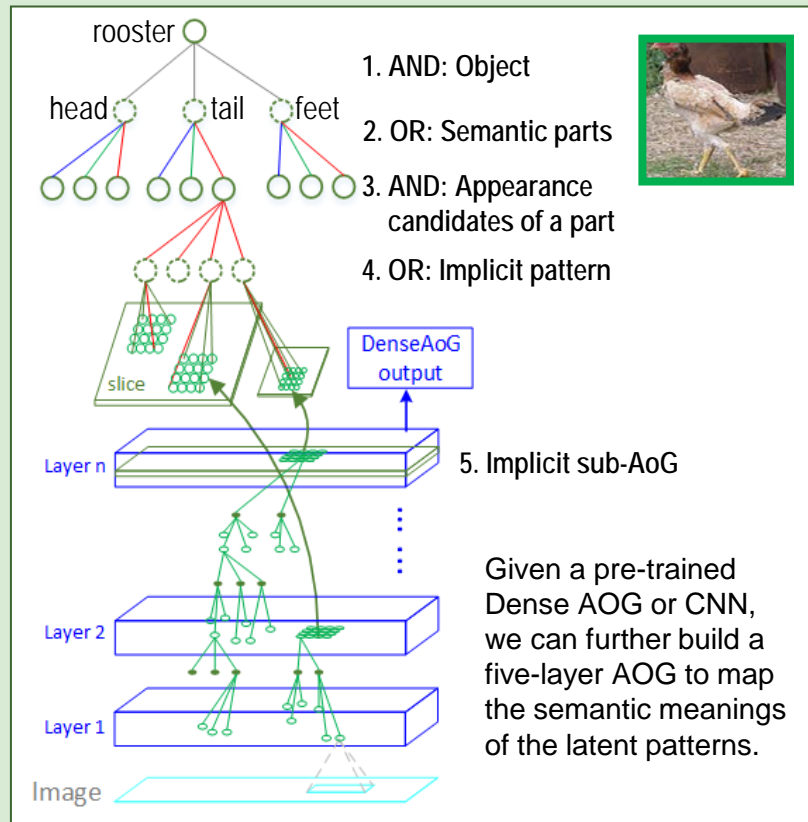 rooster
1. AND: Object
head
tail
feet
2. OR: Semantic parts
3. AND: Appearance
candidates of a part
4. OR: Implicit pattern
slice
DenseAoG
output
Layer n
5. Implicit sub-AoG
Given a pre-trained
Dense AOG or CNN,
we can further build a
five-layer AOG to map
the semantic meanings
of the latent patterns.
Layer 2
Layer 1
Image